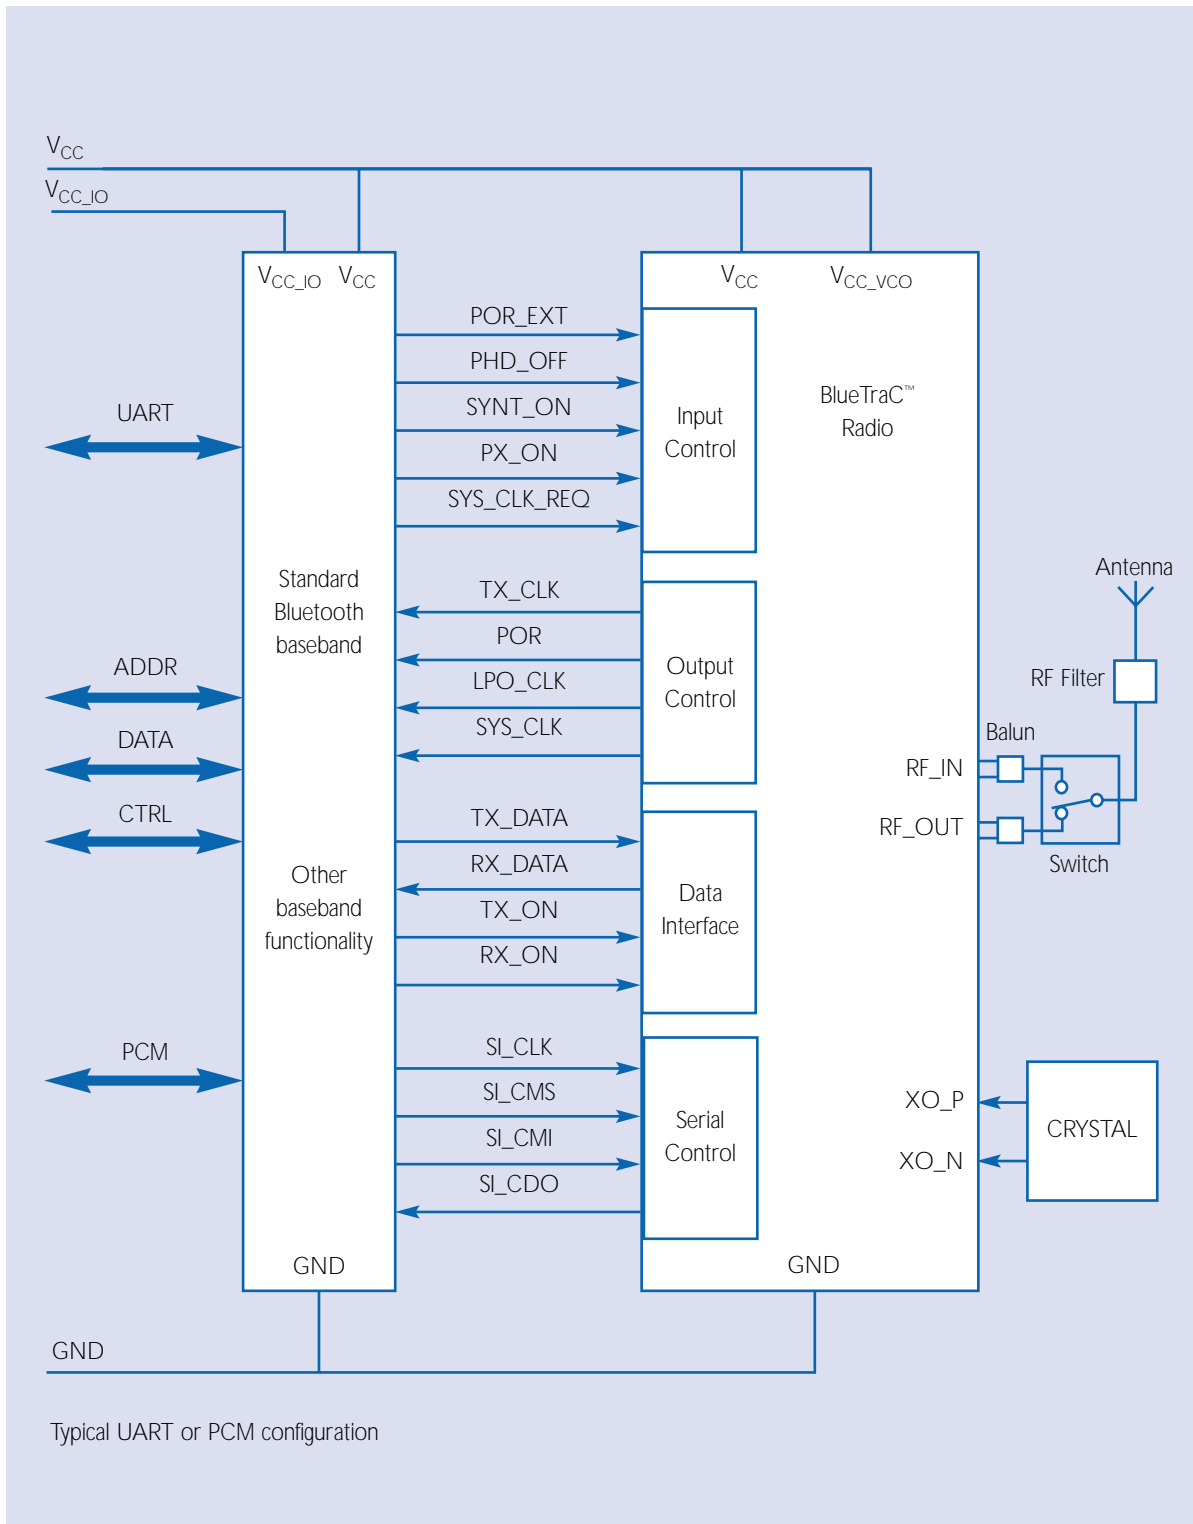 VCC
VCC_IO
VCC_IO VCC
VCC
VCC_VCO
POR_EXT
PHD_OFF
SYNT_ON
PX_ON
SYS_CLK_REQ
Input
Control
BlueTraC™
Radio
UART
Standard
Bluetooth
baseband
TX_CLK
POR
LPO_CLK
SYS_CLK
Output
Control
Antenna
RF Filter
Balun
RF_IN
RF_OUT
Switch
ADDR
DATA
CTRL
Other
baseband
functionality
TX_DATA
RX_DATA
TX_ON
RX_ON
Data
Interface
PCM
SI_CLK
SI_CMS
SI_CMI
SI_CDO
Serial
Control
XO_P
XO_N
CRYSTAL
GND
GND
GND
Typical UART or PCM configuration